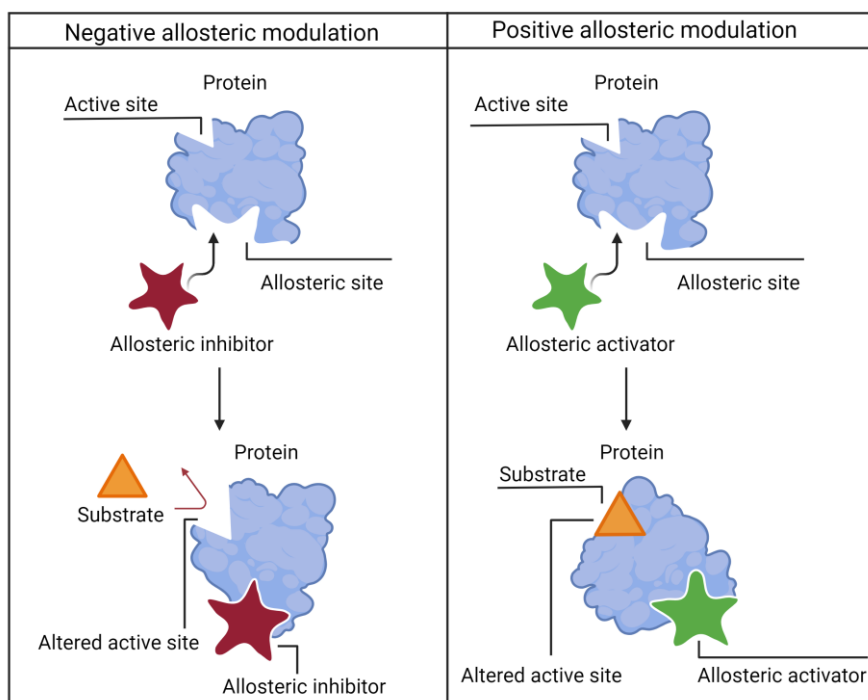 Negative allosteric modulation
Protein
Active site
Allosteric site
Allosteric inhibitor
Protein
Substrate
Altered active site
Allosteric inhibitor
Positive allosteric modulation
Protein
Active site
Allosteric site
Allosteric activator
Protein
Substrate
Altered active site
Allosteric activator